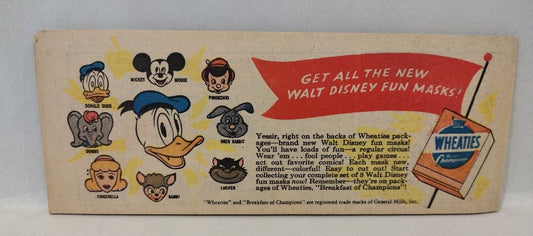 MICKEY MOUSE
DONALD DUCK
PINOCCHIO
DUMBO
BRER RABBIT
CINDERELLA
BAMBI
LUCIFER
GET ALL THE NEW
WALT DISNEY FUN MASKS!
Yessir, right on the backs of Wheaties pack-
ages—brand new Walt Disney fun masks!
You'll have loads of fun—a regular circus!
Wear 'em . . . fool people . . . play games . . .
act out favorite comics! Each mask new,
different—colorful! Easy to cut out! Start
collecting your complete set of 8 Walt Disney
fun masks now! Remember—they're on pack-
ages of Wheaties, "Breakfast of Champions"!
"Wheaties" and "Breakfast of Champions" are registered trade marks of General Mills, Inc.
WHEATIES
Champions